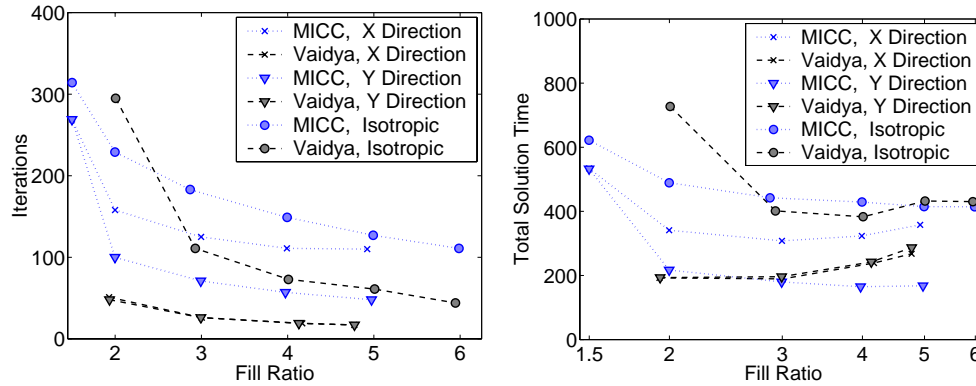 400
300
200
100
0
Iterations
2
3
4
5
6
Fill Ratio
MICC,  X Direction
Vaidya, X Direction
MICC,  Y Direction
Vaidya, Y Direction
MICC,  Isotropic
Vaidya, Isotropic
1000
800
600
400
200
0
Total Solution Time
1.5
2
3
4
5
6
Fill Ratio
MICC,  X Direction
Vaidya, X Direction
MICC,  Y Direction
Vaidya, Y Direction
MICC,  Isotropic
Vaidya, Isotropic